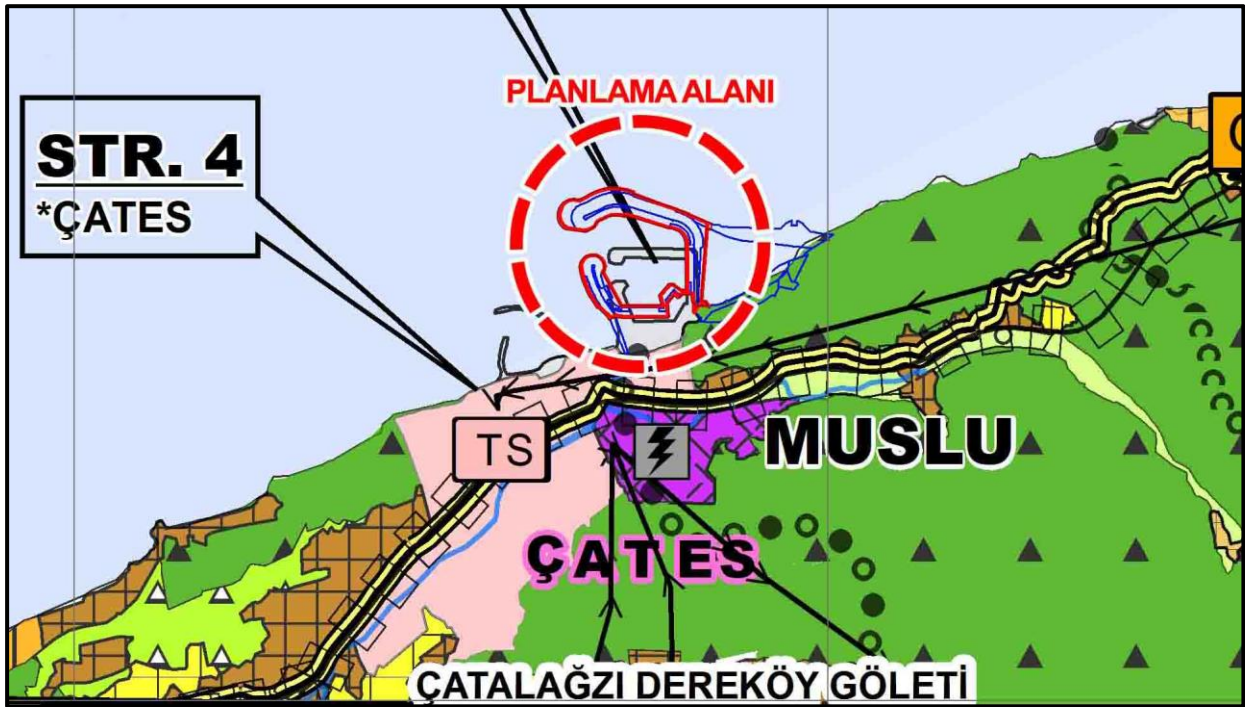 PLANLAMA ALANI
STR. 4
*ÇATES
TS
MUSLU
ÇATES
ÇATALAĞZI DEREKÖY GÖLETİ